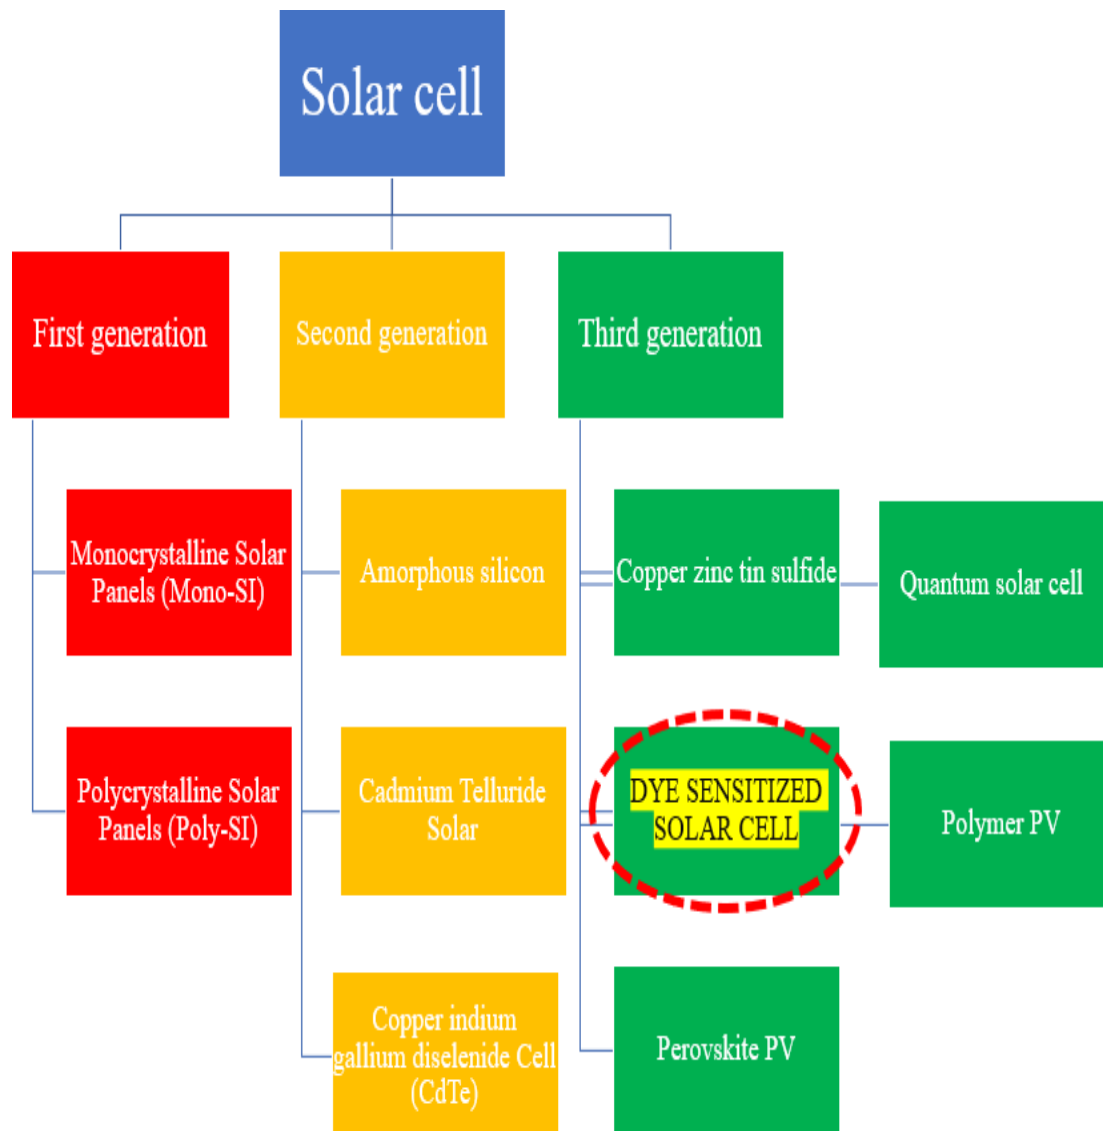 Solar cell
First generation
Second generation
Third generation
Monocrystalline Solar
Panels (Mono-SI)
Amorphous silicon
Copper zinc tin sulfide
Quantum solar cell
Polycrystalline Solar
Panels (Poly-SI)
Cadmium Telluride
Solar
DYE SENSITIZED
SOLAR CELL
Polymer PV
Copper indium
gallium diselenide Cell
(CdTe)
Perovskite PV